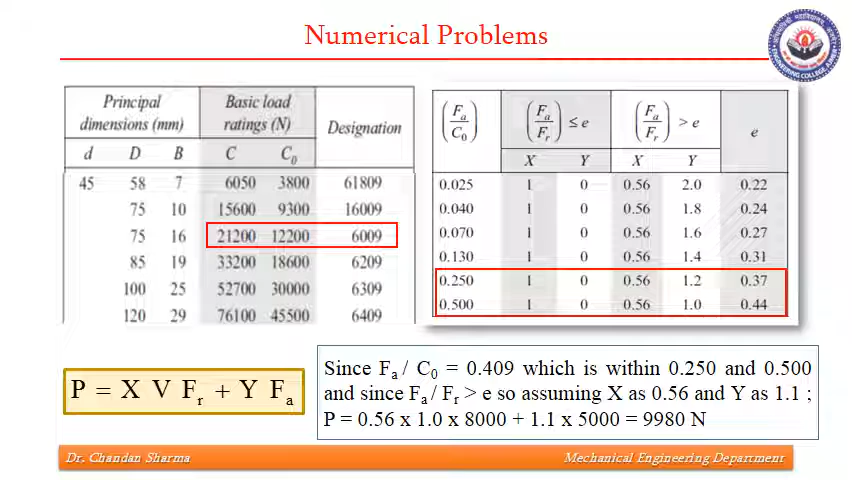 Numerical Problems
Principal dimensions (mm) Basic load ratings (N) Designation
d D B C C₀
45 58 7 6050 3800 61809
75 10 15600 9300 16009
75 16 21200 12200 6009
85 19 33200 18600 6209
100 25 52700 30000 6309
120 29 76100 45500 6409
(Fa/C₀) (Fa/Fr) ≤ e (Fa/Fr) > e e
X Y X Y
0.025 1 0 0.56 2.0 0.22
0.040 1 0 0.56 1.8 0.24
0.070 1 0 0.56 1.6 0.27
0.130 1 0 0.56 1.4 0.31
0.250 1 0 0.56 1.2 0.37
0.500 1 0 0.56 1.0 0.44
P = X V Fr + Y Fa
Since Fa / C₀ = 0.409 which is within 0.250 and 0.500
and since Fa / Fr > e so assuming X as 0.56 and Y as 1.1 ;
P = 0.56 x 1.0 x 8000 + 1.1 x 5000 = 9980 N
Dr. Chandan Sharma
Mechanical Engineering Department